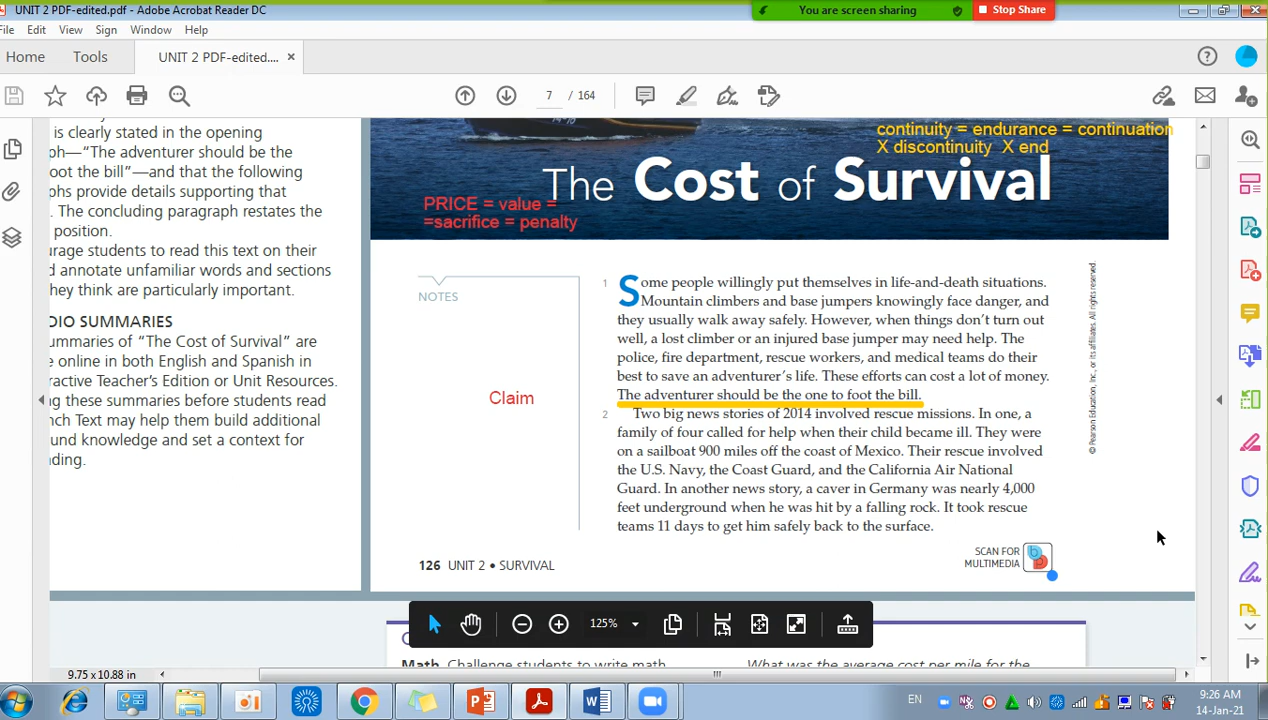 UNIT 2 PDF-edited.pdf - Adobe Acrobat Reader DC
You are screen sharing
Stop Share
File Edit View Sign Window Help
Home Tools UNIT 2 PDF-edited.... ×
7 / 164
is clearly stated in the opening
ph—“The adventurer should be the
oot the bill”—and that the following
phs provide details supporting that
. The concluding paragraph restates the
position.
urage students to read this text on their
d annotate unfamiliar words and sections
hey think are particularly important.
DIO SUMMARIES
ummaries of “The Cost of Survival” are
e online in both English and Spanish in
ractive Teacher’s Edition or Unit Resources.
ng these summaries before students read
nch Text may help them build additional
und knowledge and set a context for
ding.
continuity = endurance = continuation
X discontinuity X end
The Cost of Survival
PRICE = value =
=sacrifice = penalty
NOTES
Claim
1 Some people willingly put themselves in life-and-death situations.
Mountain climbers and base jumpers knowingly face danger, and
they usually walk away safely. However, when things don’t turn out
well, a lost climber or an injured base jumper may need help. The
police, fire department, rescue workers, and medical teams do their
best to save an adventurer’s life. These efforts can cost a lot of money.
The adventurer should be the one to foot the bill.
2 Two big news stories of 2014 involved rescue missions. In one, a
family of four called for help when their child became ill. They were
on a sailboat 900 miles off the coast of Mexico. Their rescue involved
the U.S. Navy, the Coast Guard, and the California Air National
Guard. In another news story, a caver in Germany was nearly 4,000
feet underground when he was hit by a falling rock. It took rescue
teams 11 days to get him safely back to the surface.
© Pearson Education, Inc., or its affiliates. All rights reserved.
126 UNIT 2 • SURVIVAL
SCAN FOR
MULTIMEDIA
125%
Math Challenge students to write math
What was the average cost per mile for the
9.75 x 10.88 in
EN
9:26 AM
14-Jan-21